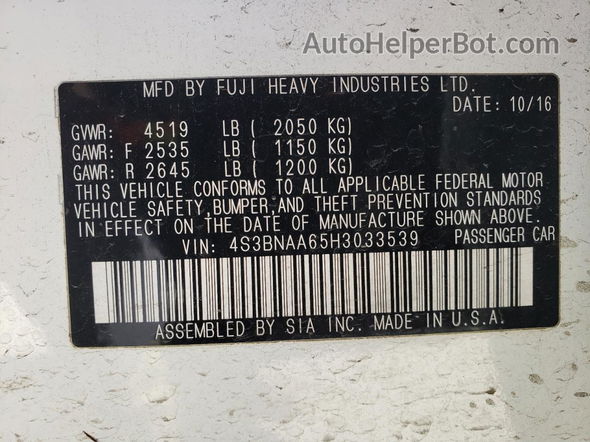 AutoHelperBot.com
MFD BY FUJI HEAVY INDUSTRIES LTD.
DATE: 10/16
GVWR: 4519 LB ( 2050 KG)
GAWR: F 2535 LB ( 1150 KG)
GAWR: R 2645 LB ( 1200 KG)
THIS VEHICLE CONFORMS TO ALL APPLICABLE FEDERAL MOTOR
VEHICLE SAFETY,BUMPER-AND THEFT PREVENTION STANDARDS
IN EFFECT ON THE DATE OF MANUFACTURE SHOWN ABOVE.
VIN: 4S3BNAA65H3033539 PASSENGER CAR
ASSEMBLED BY SIA INC. MADE IN U.S.A.